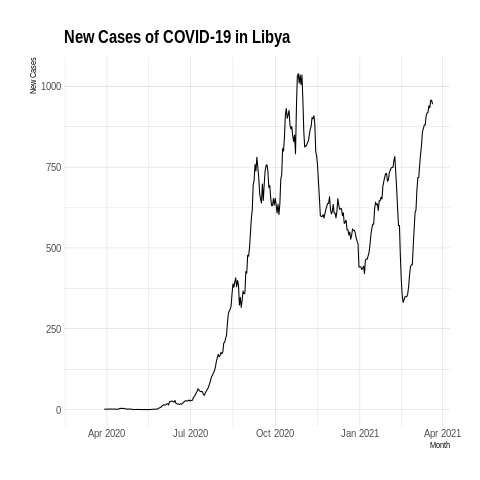 New Cases of COVID-19 in Libya
New Cases
1000
750
500
250
0
Apr 2020 Jul 2020 Oct 2020 Jan 2021 Apr 2021
Month